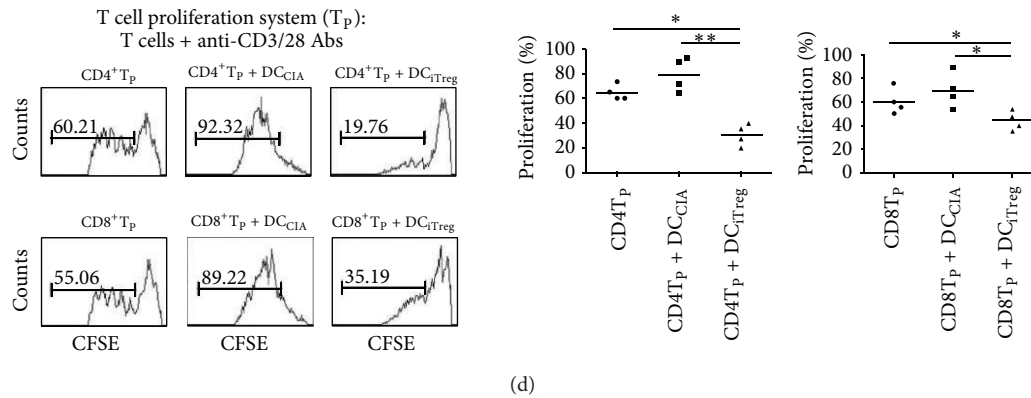 T cell proliferation system (T_P):
T cells + anti-CD3/28 Abs
CD4⁺T_P
CD4⁺T_P + DC_CIA
CD4⁺T_P + DC_iTreg
Counts
60.21
92.32
19.76
CD8⁺T_P
CD8⁺T_P + DC_CIA
CD8⁺T_P + DC_iTreg
Counts
55.06
89.22
35.19
CFSE
CFSE
CFSE
*
**
Proliferation (%)
100
80
60
40
20
0
CD4T_P
CD4T_P + DC_CIA
CD4T_P + DC_iTreg
*
*
Proliferation (%)
100
80
60
40
20
0
CD8T_P
CD8T_P + DC_CIA
CD8T_P + DC_iTreg
(d)